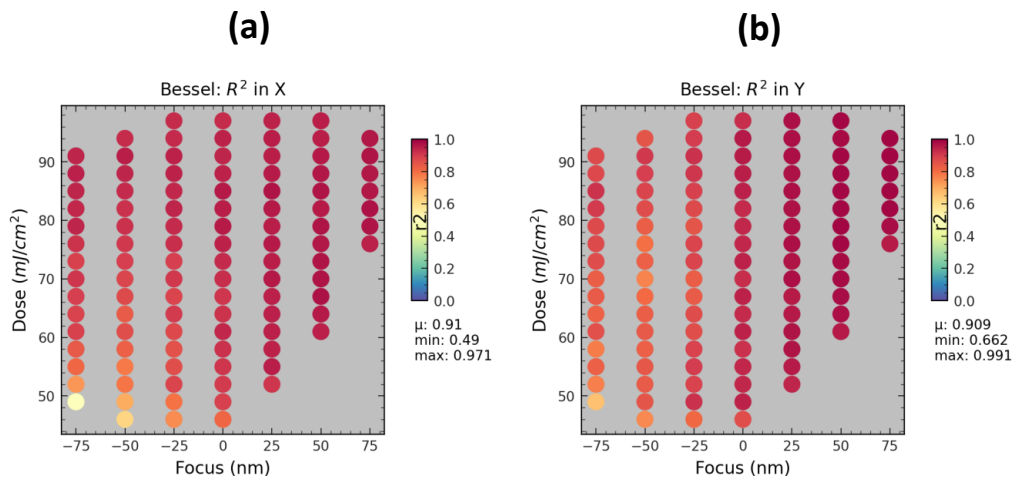 (a)
Bessel: R² in X
90
80
70
60
50
Dose (mJ/cm²)
−75 −50 −25 0 25 50 75
Focus (nm)
1.0
0.8
0.6
0.4
0.2
0.0
r2
μ: 0.91
min: 0.49
max: 0.971
(b)
Bessel: R² in Y
90
80
70
60
50
Dose (mJ/cm²)
−75 −50 −25 0 25 50 75
Focus (nm)
1.0
0.8
0.6
0.4
0.2
0.0
r2
μ: 0.909
min: 0.662
max: 0.991